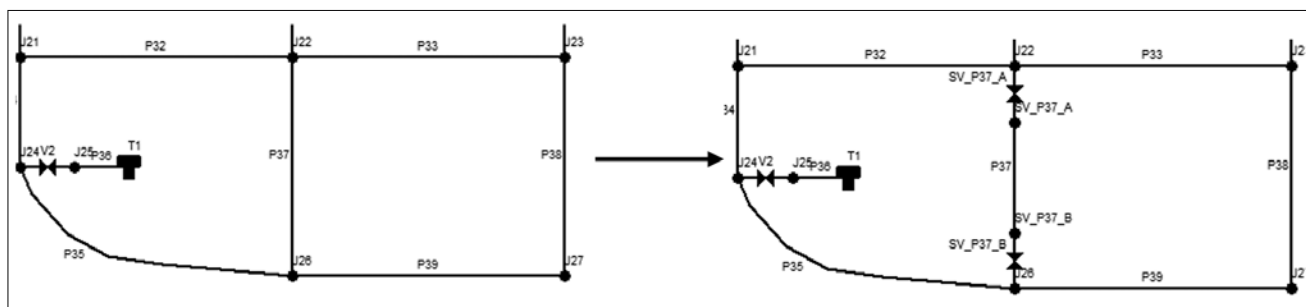 J21
P32
J22
P33
J23
J24
V2
J25
P36
T1
P37
P38
P35
J26
P39
J27
J21
P32
J22
P33
SV_P37_A
SV_P37_A
J24
V2
J25
P36
T1
P37
P38
SV_P37_B
SV_P37_B
P35
J26
P39